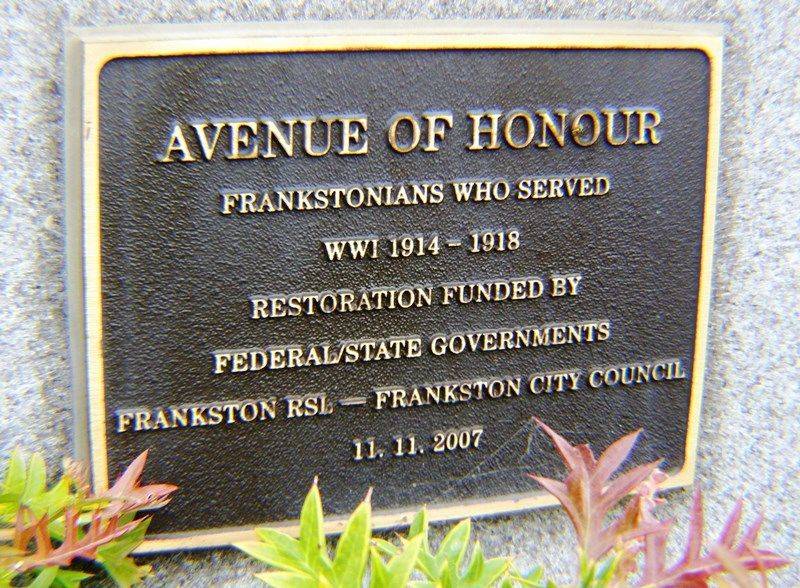 AVENUE OF HONOUR
FRANKSTONIANS WHO SERVED
WWI 1914 – 1918
RESTORATION FUNDED BY
FEDERAL/STATE GOVERNMENTS
FRANKSTON RSL — FRANKSTON CITY COUNCIL
11. 11. 2007